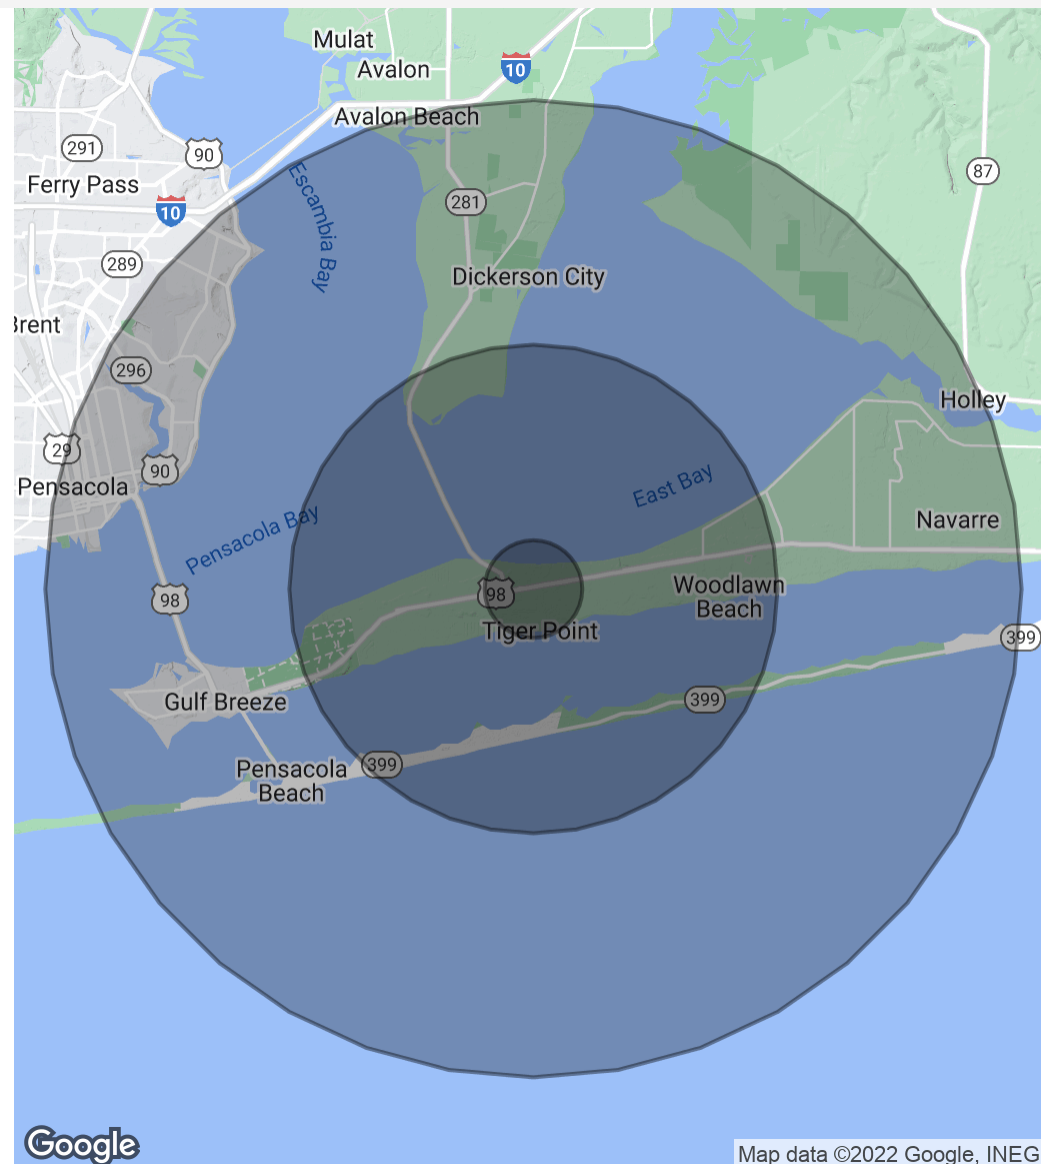 Mulat
Avalon
10
Avalon Beach
291
90
87
Ferry Pass
Escambia Bay
10
281
289
Dickerson City
Brent
296
Holley
29
90
Pensacola
East Bay
Navarre
Pensacola Bay
98
98
Woodlawn
Beach
Tiger Point
399
Gulf Breeze
399
Pensacola
Beach
399
Google
Map data ©2022 Google, INEG